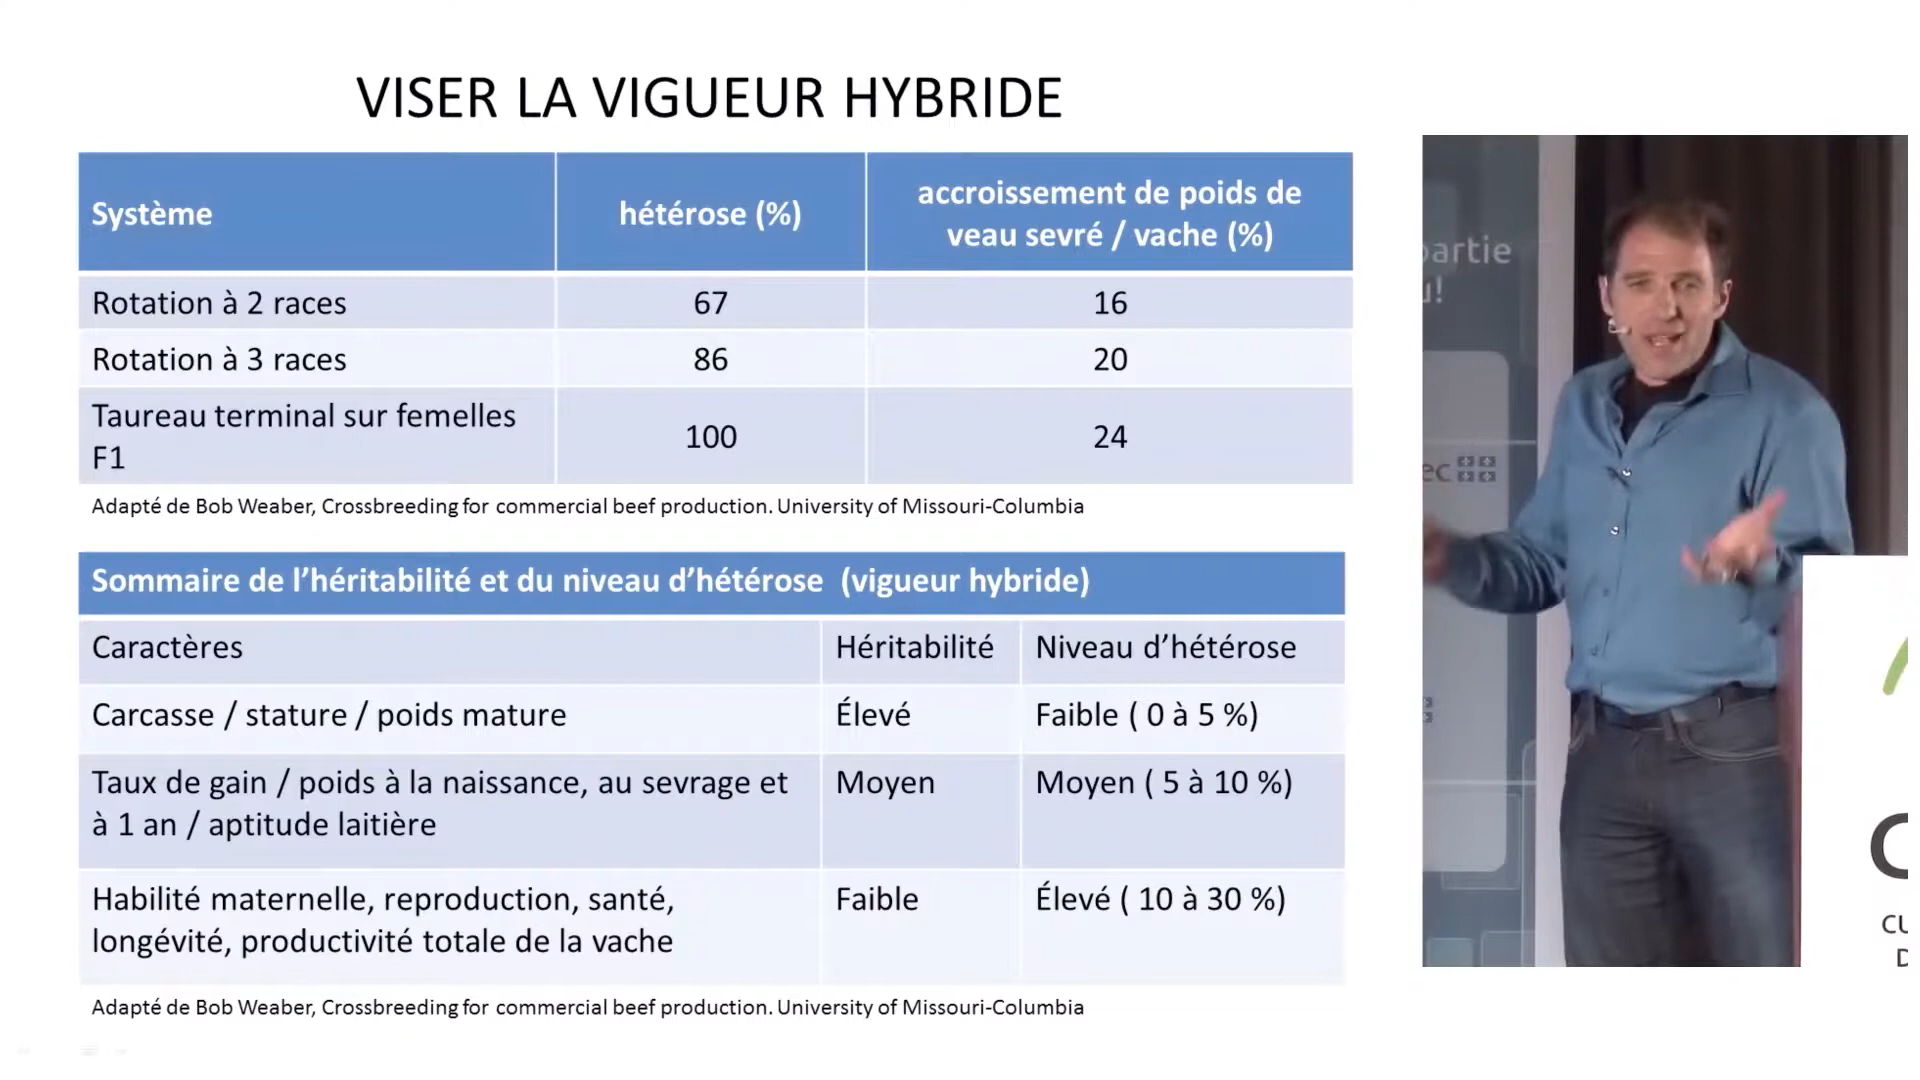 VISER LA VIGUEUR HYBRIDE
Système
hétérose (%)
accroissement de poids de
veau sevré / vache (%)
Rotation à 2 races
67
16
Rotation à 3 races
86
20
Taureau terminal sur femelles
F1
100
24
Adapté de Bob Weaber, Crossbreeding for commercial beef production. University of Missouri-Columbia
Sommaire de l’héritabilité et du niveau d’hétérose (vigueur hybride)
Caractères
Héritabilité
Niveau d’hétérose
Carcasse / stature / poids mature
Élevé
Faible ( 0 à 5 %)
Taux de gain / poids à la naissance, au sevrage et
à 1 an / aptitude laitière
Moyen
Moyen ( 5 à 10 %)
Habilité maternelle, reproduction, santé,
longévité, productivité totale de la vache
Faible
Élevé ( 10 à 30 %)
Adapté de Bob Weaber, Crossbreeding for commercial beef production. University of Missouri-Columbia